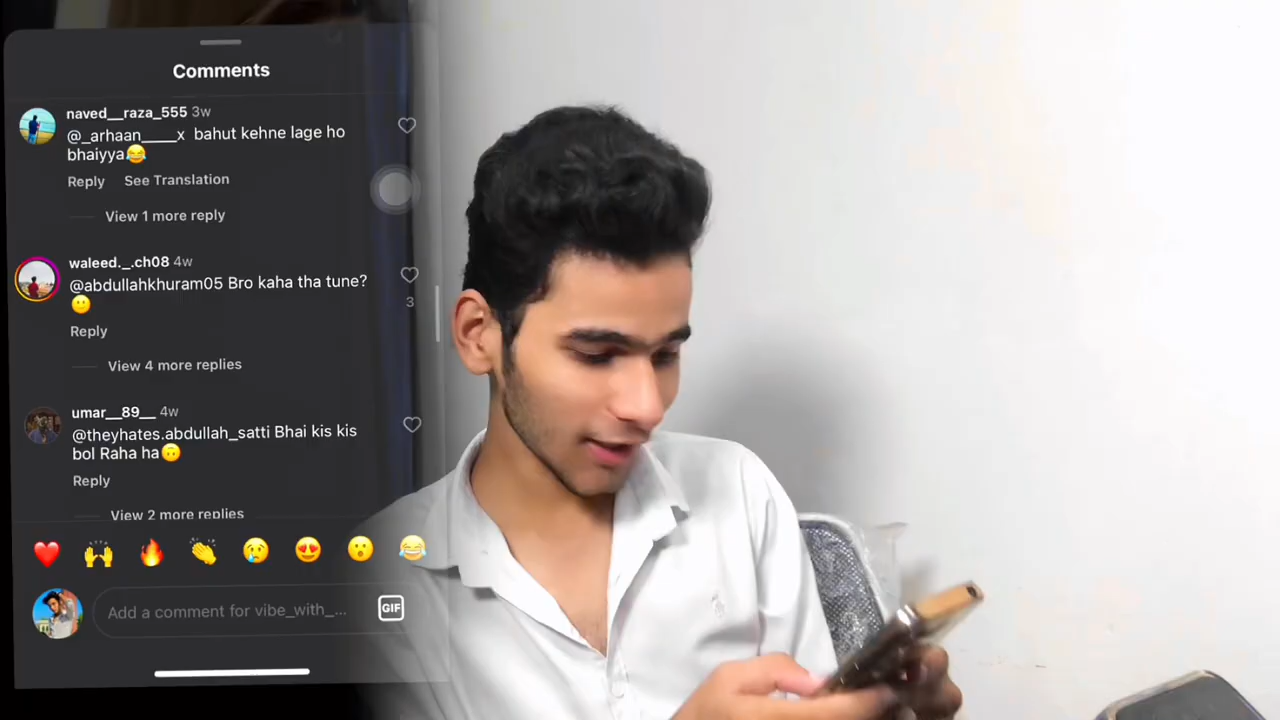 Comments
naved__raza_555 3w
@_arhaan____x bahut kehne lage ho
bhaiyya😂
Reply See Translation
View 1 more reply
waleed._.ch08 4w
@abdullahkhuram05 Bro kaha tha tune?
😶
3
Reply
View 4 more replies
umar__89__ 4w
@theyhates.abdullah_satti Bhai kis kis
bol Raha ha🙃
Reply
View 2 more replies
❤️ 🙌 🔥 👏 😢 😍 😮 😂
Add a comment for vibe_with_... GIF